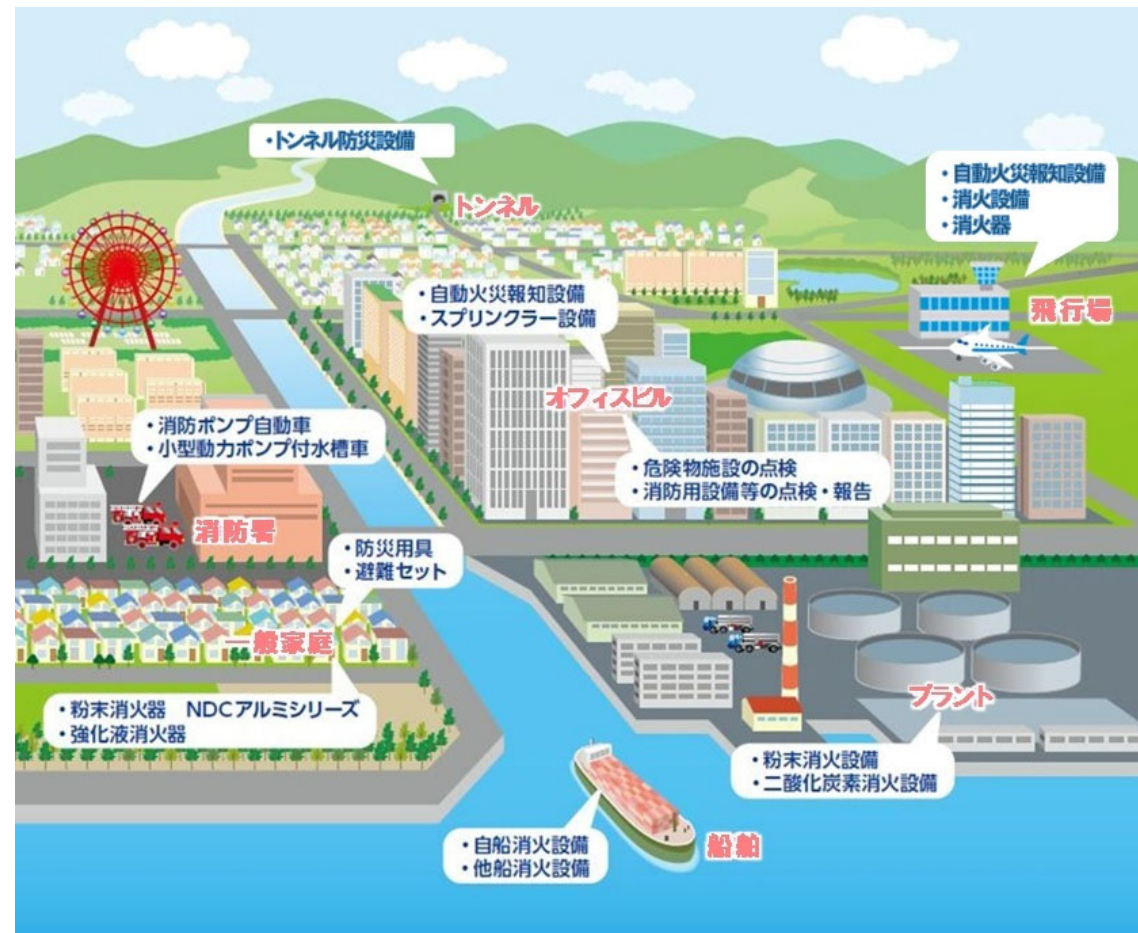 ・トンネル防災設備
トンネル
・自動火災報知設備
・消火設備
・消火器
飛行場
・自動火災報知設備
・スプリンクラー設備
オフィスビル
・危険物施設の点検
・消防用設備等の点検・報告
・消防ポンプ自動車
・小型動力ポンプ付水槽車
消防署
・防災用具
・避難セット
一般家庭
・粉末消火器　NDCアルミシリーズ
・強化液消火器
プラント
・粉末消火設備
・二酸化炭素消火設備
・自船消火設備
・他船消火設備
船舶